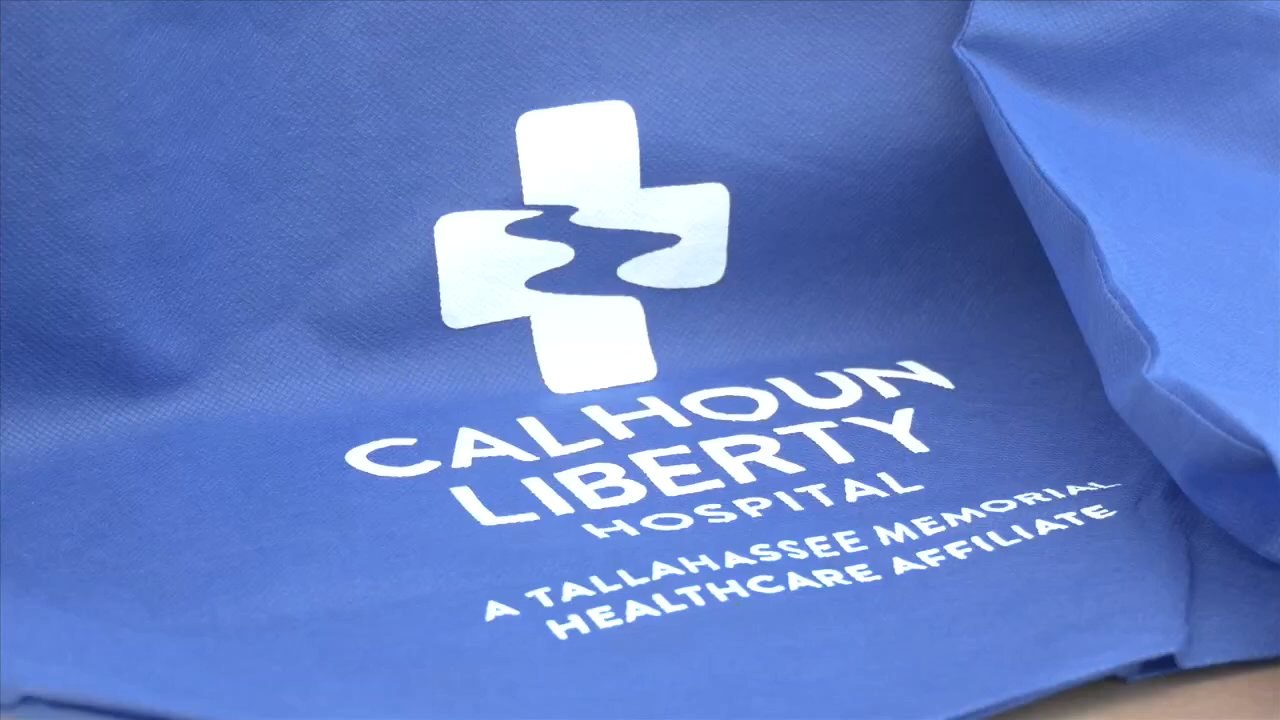 CALHOUN
LIBERTY
HOSPITAL
A TALLAHASSEE MEMORIAL
HEALTHCARE AFFILIATE